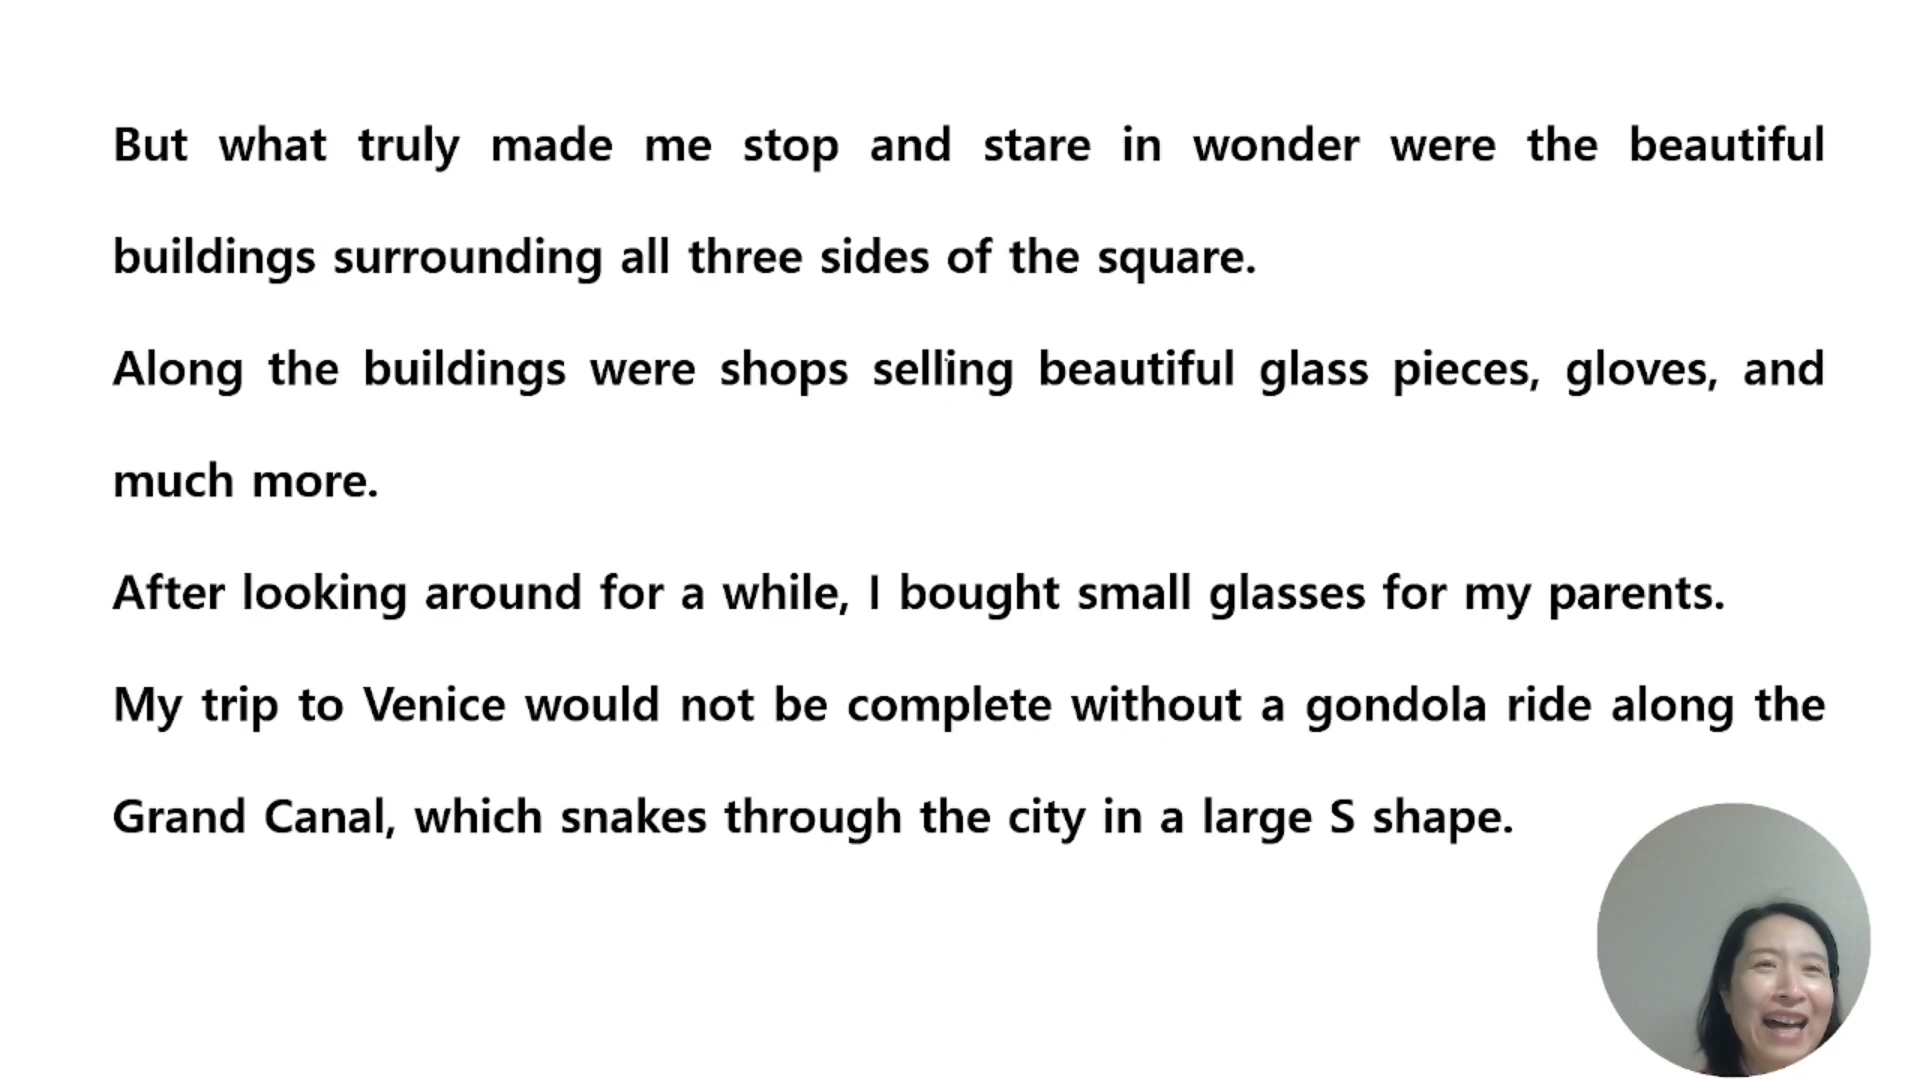 But what truly made me stop and stare in wonder were the beautiful
buildings surrounding all three sides of the square.
Along the buildings were shops selling beautiful glass pieces, gloves, and
much more.
After looking around for a while, I bought small glasses for my parents.
My trip to Venice would not be complete without a gondola ride along the
Grand Canal, which snakes through the city in a large S shape.